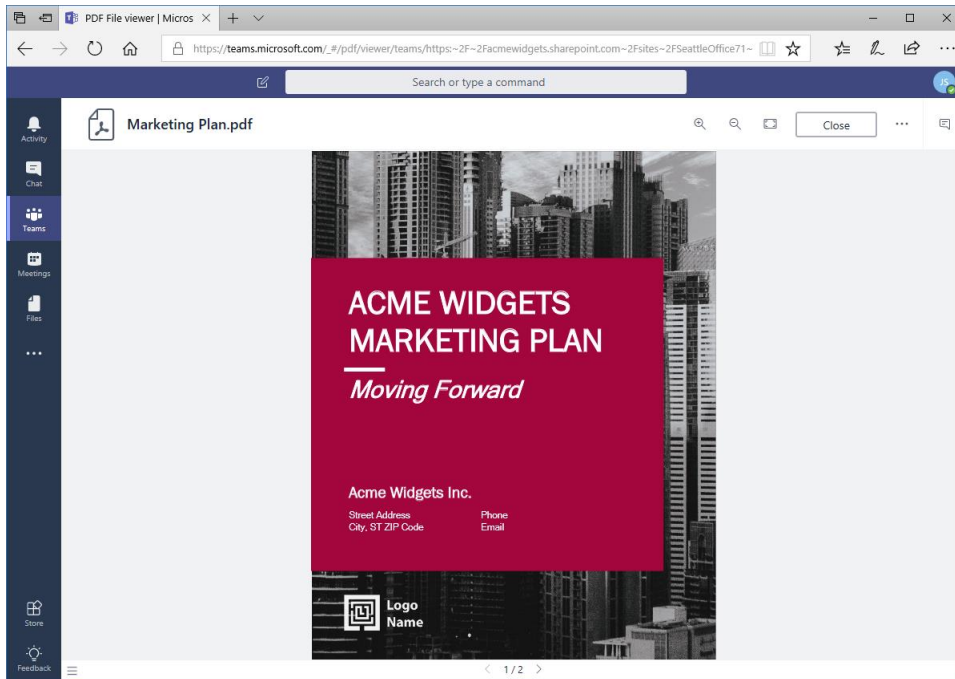 PDF File viewer | Micros
https://teams.microsoft.com/_#/pdf/viewer/teams/https:~2F~2Facmewidgets.sharepoint.com~2Fsites~2FSeattleOffice71~
Search or type a command
JS
Activity
Chat
Teams
Meetings
Files
Store
Feedback
Marketing Plan.pdf
Close
ACME WIDGETS
MARKETING PLAN
Moving Forward
Acme Widgets Inc.
Street Address
City, ST ZIP Code
Phone
Email
Logo
Name
1/2